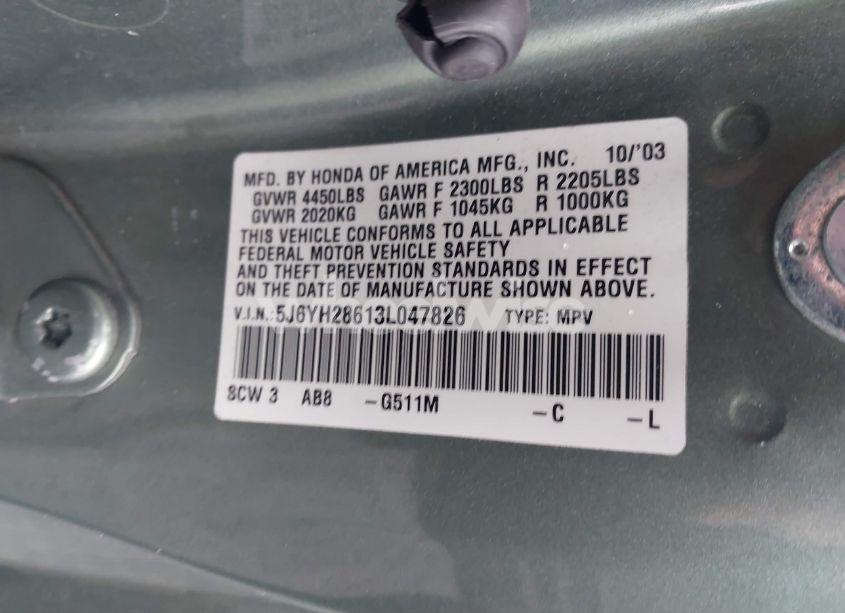 MFD. BY HONDA OF AMERICA MFG., INC. 10/'03
GVWR 4450LBS GAWR F 2300LBS R 2205LBS
GVWR 2020KG GAWR F 1045KG R 1000KG
THIS VEHICLE CONFORMS TO ALL APPLICABLE
FEDERAL MOTOR VEHICLE SAFETY
AND THEFT PREVENTION STANDARDS IN EFFECT
ON THE DATE OF MANUFACTURE SHOWN ABOVE.
V.I.N.: 5J6YH28613L047826 TYPE: MPV
SCW 3 AB8 -G511M -C -L